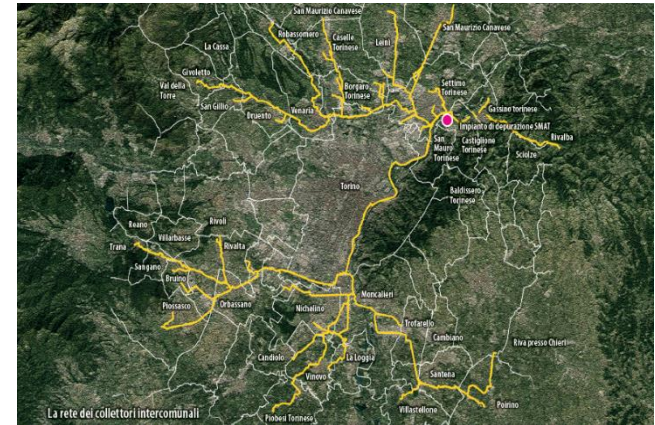 San Maurizio Canavese
San Maurizio Canavese
Robassomero
Caselle
Torinese
Leinì
La Cassa
Givoletto
Val della
Torre
San Gillio
Druento
Venaria
Borgaro
Torinese
Settimo
Torinese
Gassino torinese
Impianto di depurazione SMAT
Rivalba
San
Mauro
Torinese
Castiglione
Torinese
Sciolze
Torino
Baldissero
Torinese
Reano
Rivoli
Villarbasse
Trana
Rivalta
Sangano
Bruino
Piossasco
Orbassano
Moncalieri
Nichelino
Trofarello
Cambiano
Riva presso Chieri
Candiolo
La Loggia
Vinovo
Santena
Piobesi Torinese
Villastellone
Poirino
La rete dei collettori intercomunali